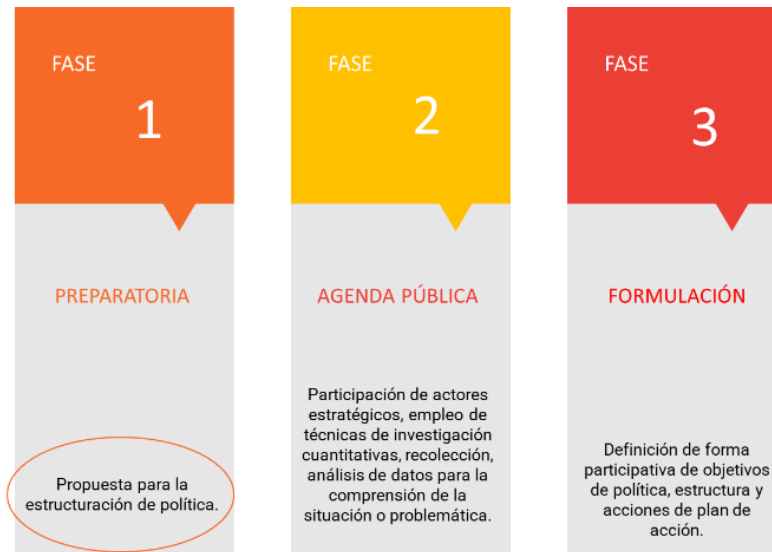 FASE
1
PREPARATORIA
Propuesta para la
estructuración de política.
FASE
2
AGENDA PÚBLICA
Participación de actores
estratégicos, empleo de
técnicas de investigación
cuantitativas, recolección,
análisis de datos para la
comprensión de la
situación o problemática.
FASE
3
FORMULACIÓN
Definición de forma
participativa de objetivos
de política, estructura y
acciones de plan de
acción.